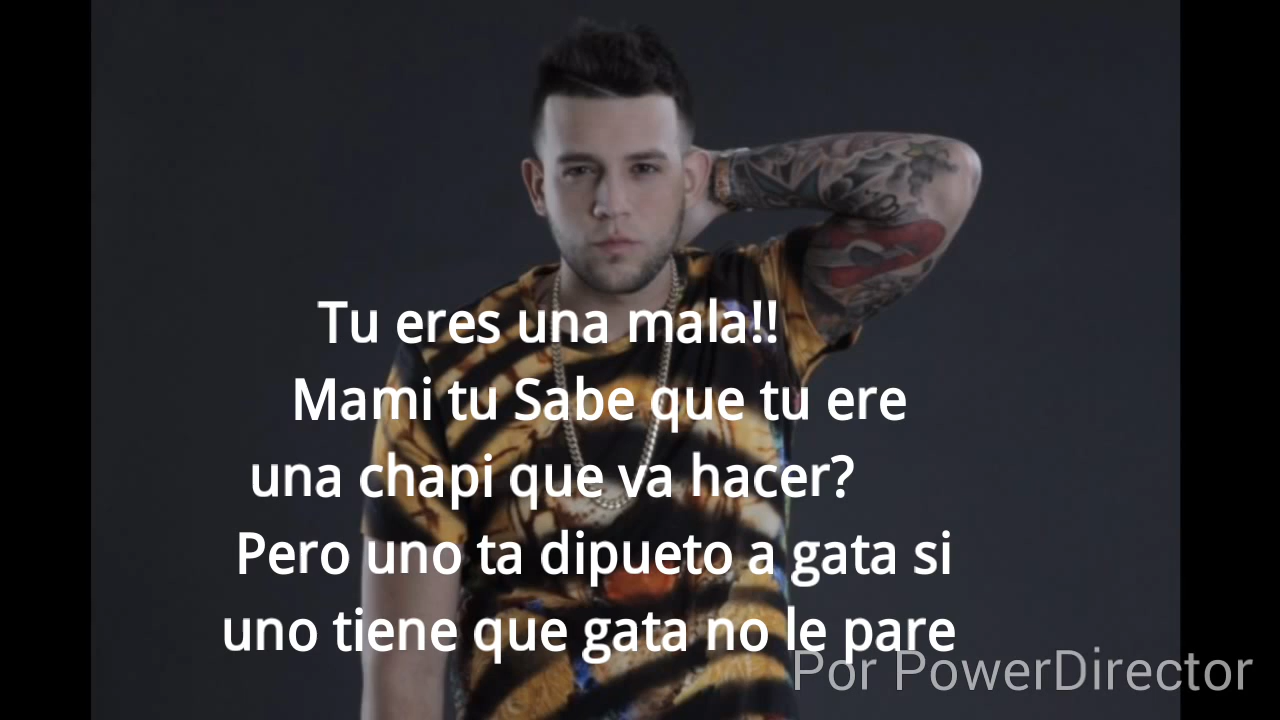 Tu eres una mala!!
Mami tu Sabe que tu ere
una chapi que va hacer?
Pero uno ta dipueto a gata si
uno tiene que gata no le pare
Por PowerDirector